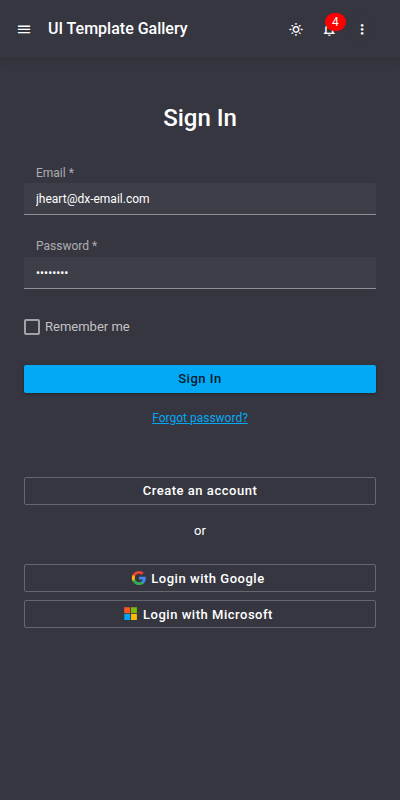 UI Template Gallery
4
Sign In
Email *
jheart@dx-email.com
Password *
••••••••
Remember me
Sign In
Forgot password?
Create an account
or
Login with Google
Login with Microsoft